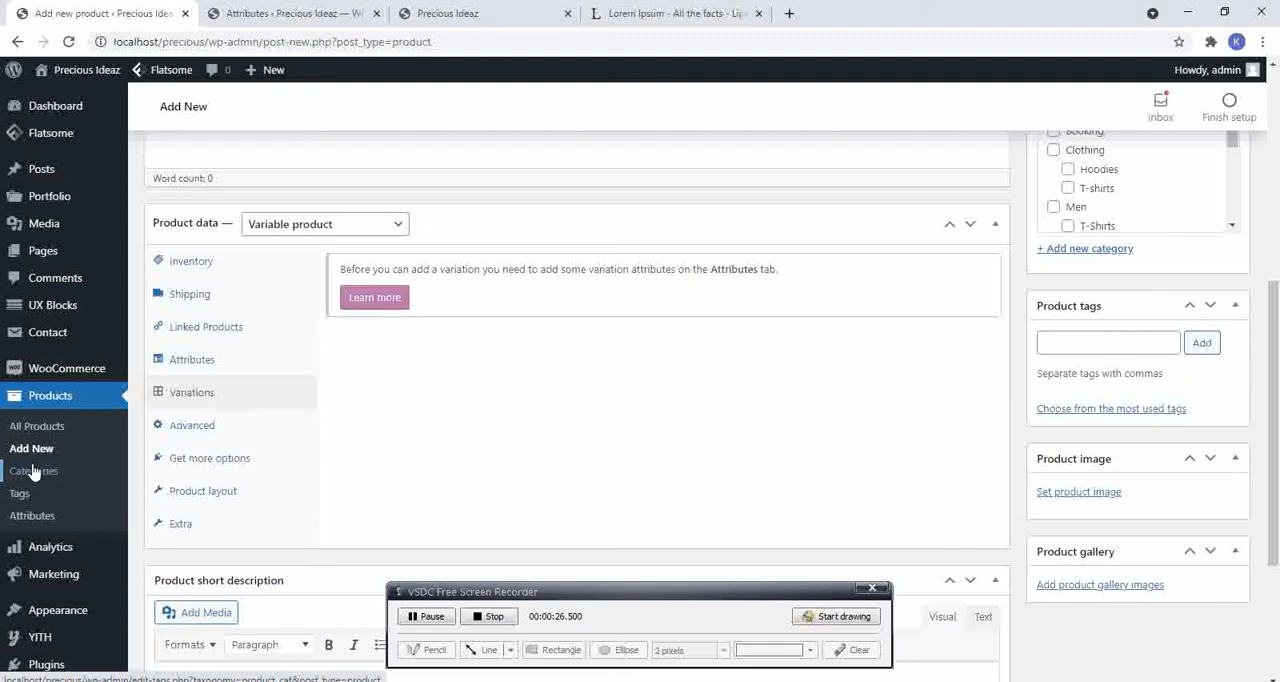 Add new product ‹ Precious Idea
Attributes ‹ Precious Ideaz — W
Precious Ideaz
Lorem Ipsum - All the facts - Lip
localhost/precious/wp-admin/post-new.php?post_type=product
K
Precious Ideaz
Flatsome
0
New
Howdy, admin
Add New
Inbox
Finish setup
Dashboard
Flatsome
Posts
Portfolio
Media
Pages
Comments
UX Blocks
Contact
WooCommerce
Products
All Products
Add New
Categories
Tags
Attributes
Analytics
Marketing
Appearance
YITH
Plugins
Word count: 0
Product data —
Variable product
Inventory
Shipping
Linked Products
Attributes
Variations
Advanced
Get more options
Product layout
Extra
Before you can add a variation you need to add some variation attributes on the Attributes tab.
Learn more
Product short description
Add Media
Visual
Text
Formats
Paragraph
B
I
VSDC Free Screen Recorder
Pause
Stop
00:00:26.500
Start drawing
Pencil
Line
Rectangle
Ellipse
2 pixels
Clear
Booking
Clothing
Hoodies
T-shirts
Men
T-Shirts
+ Add new category
Product tags
Add
Separate tags with commas
Choose from the most used tags
Product image
Set product image
Product gallery
Add product gallery images
localhost/precious/wp-admin/edit-tags.php?taxonomy=product_cat&post_type=product